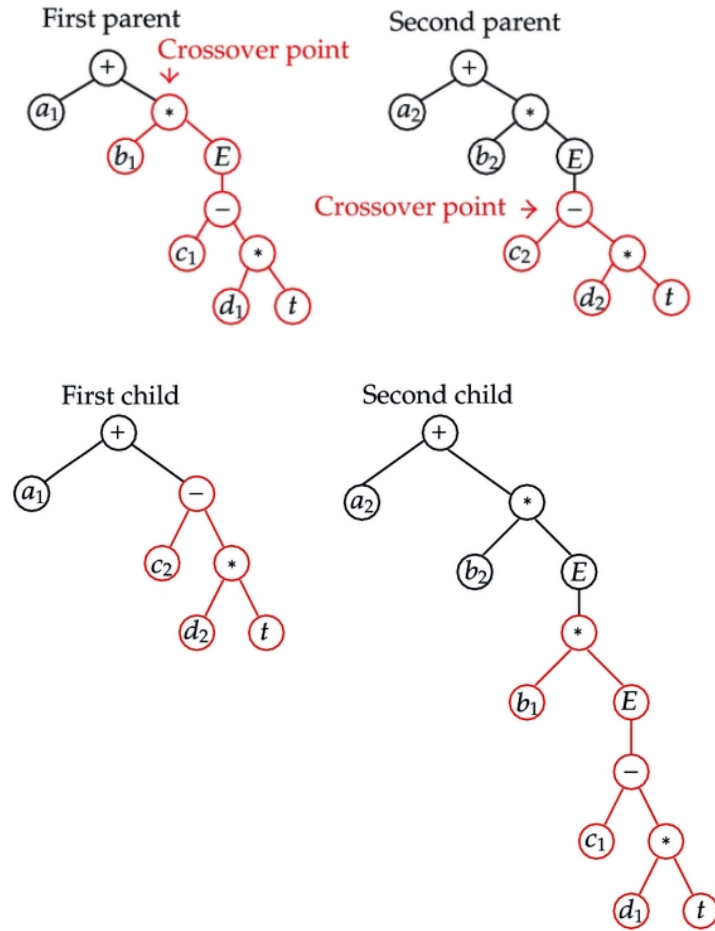 First parent
Second parent
Crossover point
+
+
a₁
*
a₂
*
b₁
E
b₂
E
−
Crossover point
−
c₁
*
c₂
*
d₁
t
d₂
t
First child
Second child
+
+
a₁
−
a₂
*
c₂
*
b₂
E
d₂
t
*
b₁
E
−
c₁
*
d₁
t